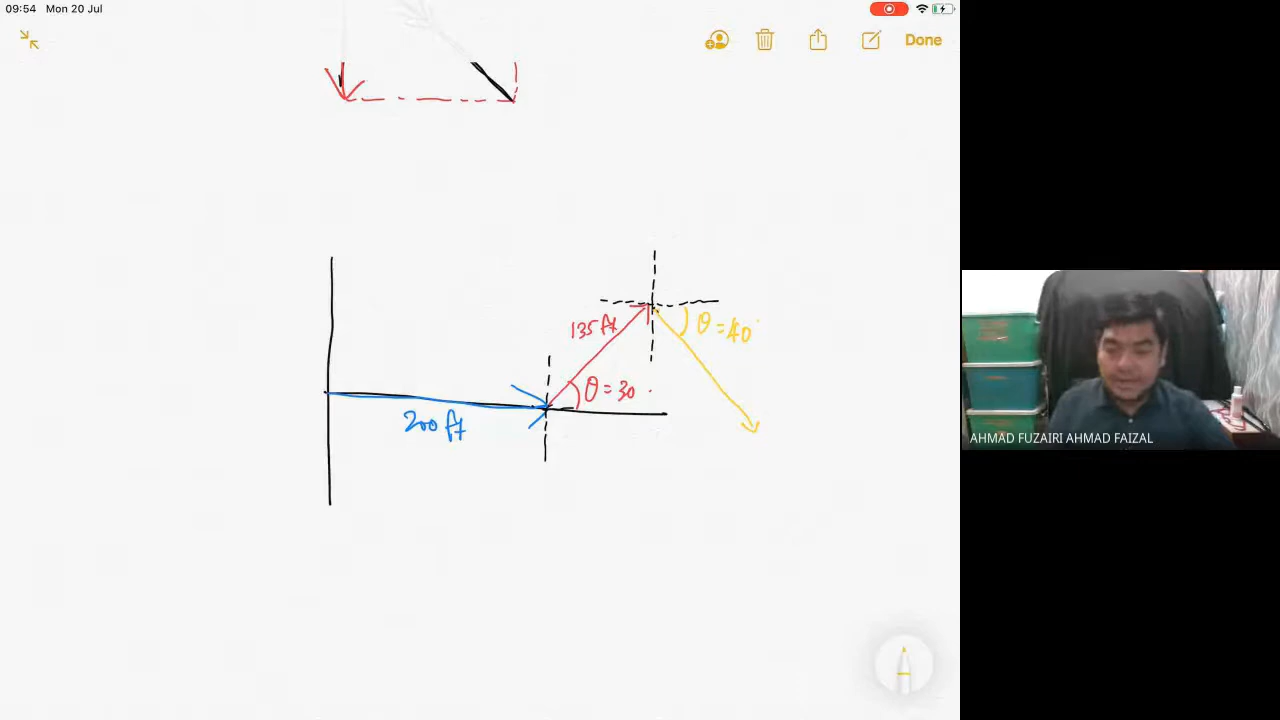 09:54 Mon 20 Jul
Done
135 ft
θ = 40°
θ = 30°
200 ft
AHMAD FUZAIRI AHMAD FAIZAL